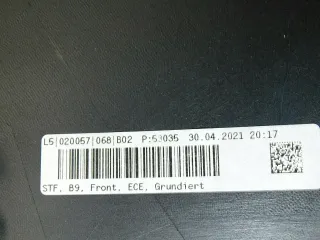 L5|020057|068|B02 P:53035 30.04.2021 20:17
STF, B9, Front, ECE, Grundiert